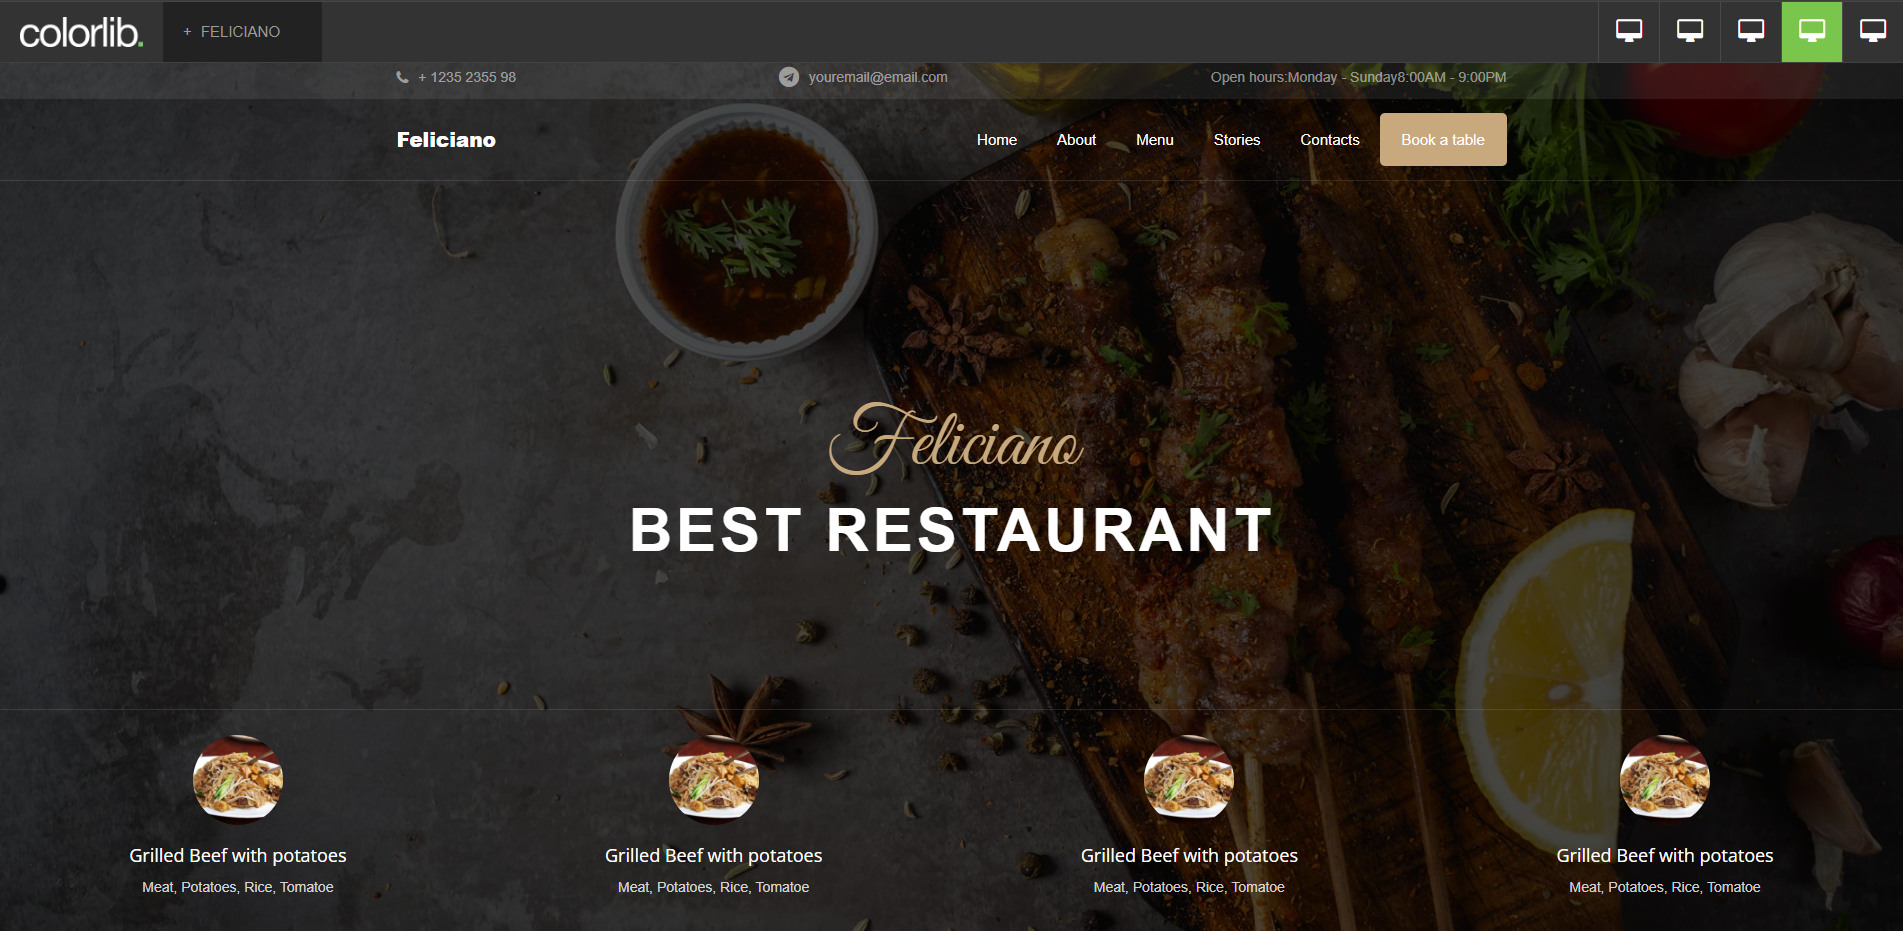 colorlib.
+ FELICIANO
+ 1235 2355 98
youremail@email.com
Open hours:Monday - Sunday8:00AM - 9:00PM
Feliciano
Home
About
Menu
Stories
Contacts
Book a table
Feliciano
BEST RESTAURANT
Grilled Beef with potatoes
Meat, Potatoes, Rice, Tomatoe
Grilled Beef with potatoes
Meat, Potatoes, Rice, Tomatoe
Grilled Beef with potatoes
Meat, Potatoes, Rice, Tomatoe
Grilled Beef with potatoes
Meat, Potatoes, Rice, Tomatoe